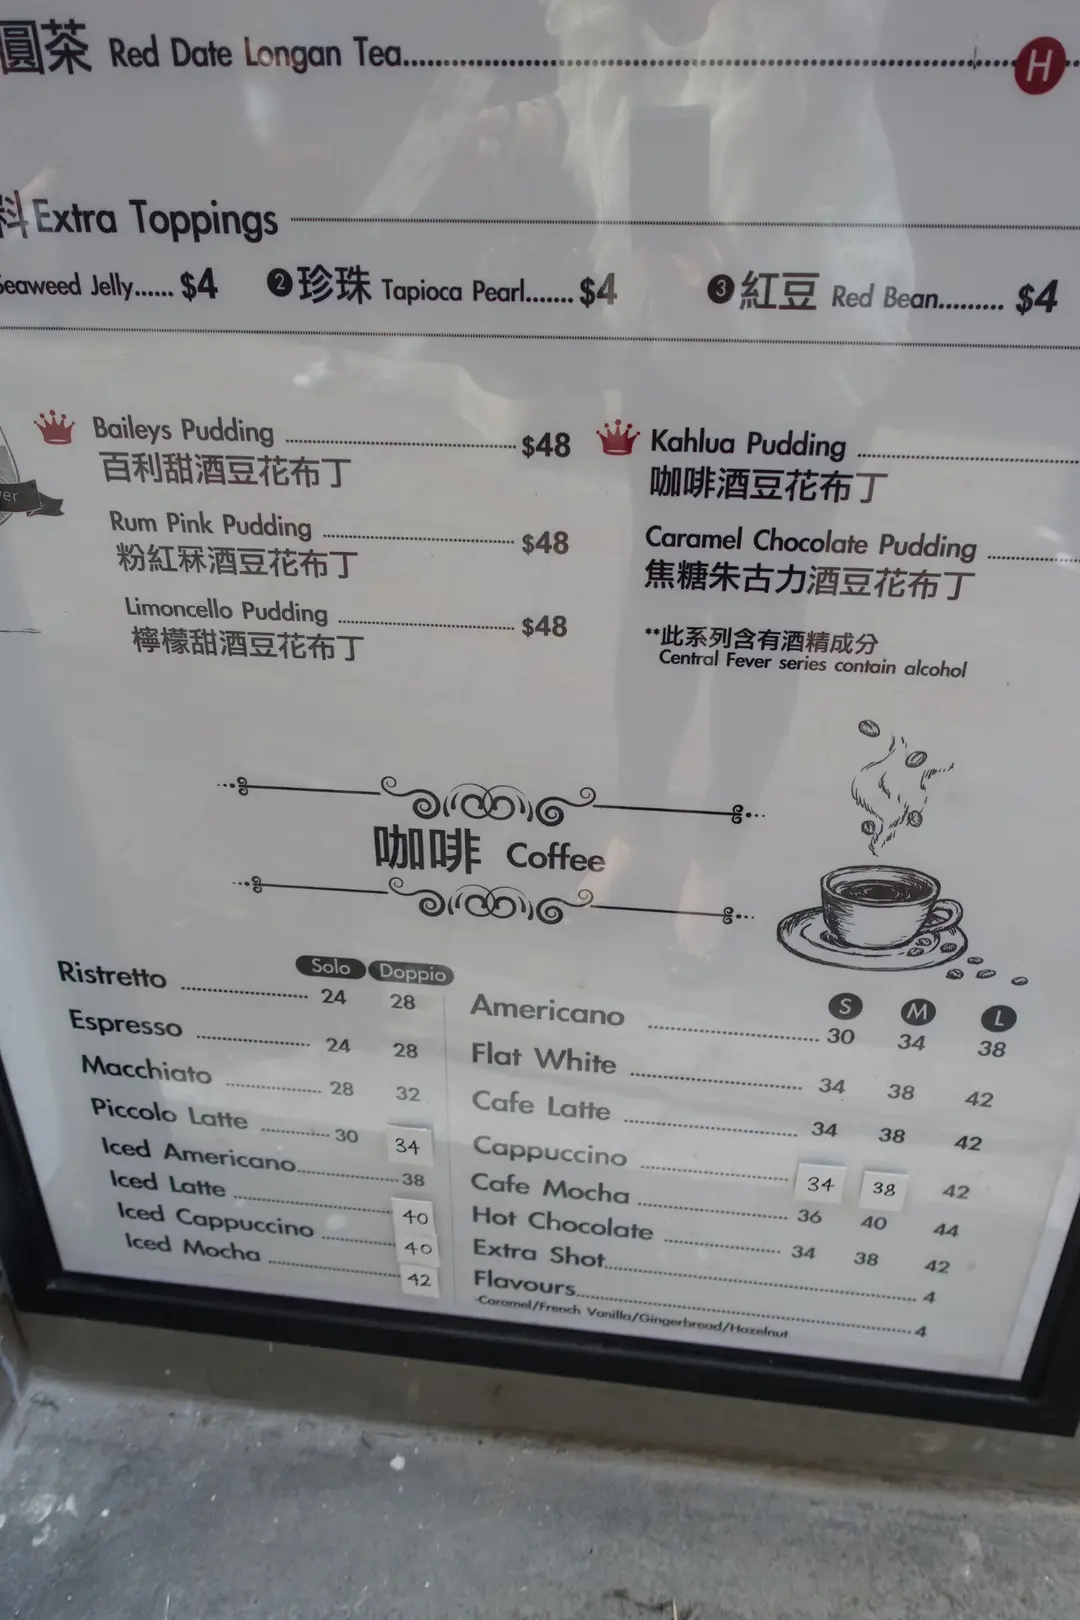 圓茶 Red Date Longan Tea H
料 Extra Toppings
Seaweed Jelly...... $4 ❷ 珍珠 Tapioca Pearl....... $4 ❸ 紅豆 Red Bean......... $4
Baileys Pudding $48
百利甜酒豆花布丁
Rum Pink Pudding $48
粉紅冧酒豆花布丁
Limoncello Pudding $48
檸檬甜酒豆花布丁
Kahlua Pudding
咖啡酒豆花布丁
Caramel Chocolate Pudding
焦糖朱古力酒豆花布丁
**此系列含有酒精成分
Central Fever series contain alcohol
咖啡 Coffee
Solo Doppio
Ristretto 24 28
Espresso 24 28
Macchiato 28 32
Piccolo Latte 30 34
Iced Americano 38
Iced Latte 40
Iced Cappuccino 40
Iced Mocha 42
S M L
Americano 30 34 38
Flat White 34 38 42
Cafe Latte 34 38 42
Cappuccino 34 38 42
Cafe Mocha 36 40 44
Hot Chocolate 34 38 42
Extra Shot 4
Flavours 4
-Caramel/French Vanilla/Gingerbread/Hazelnut